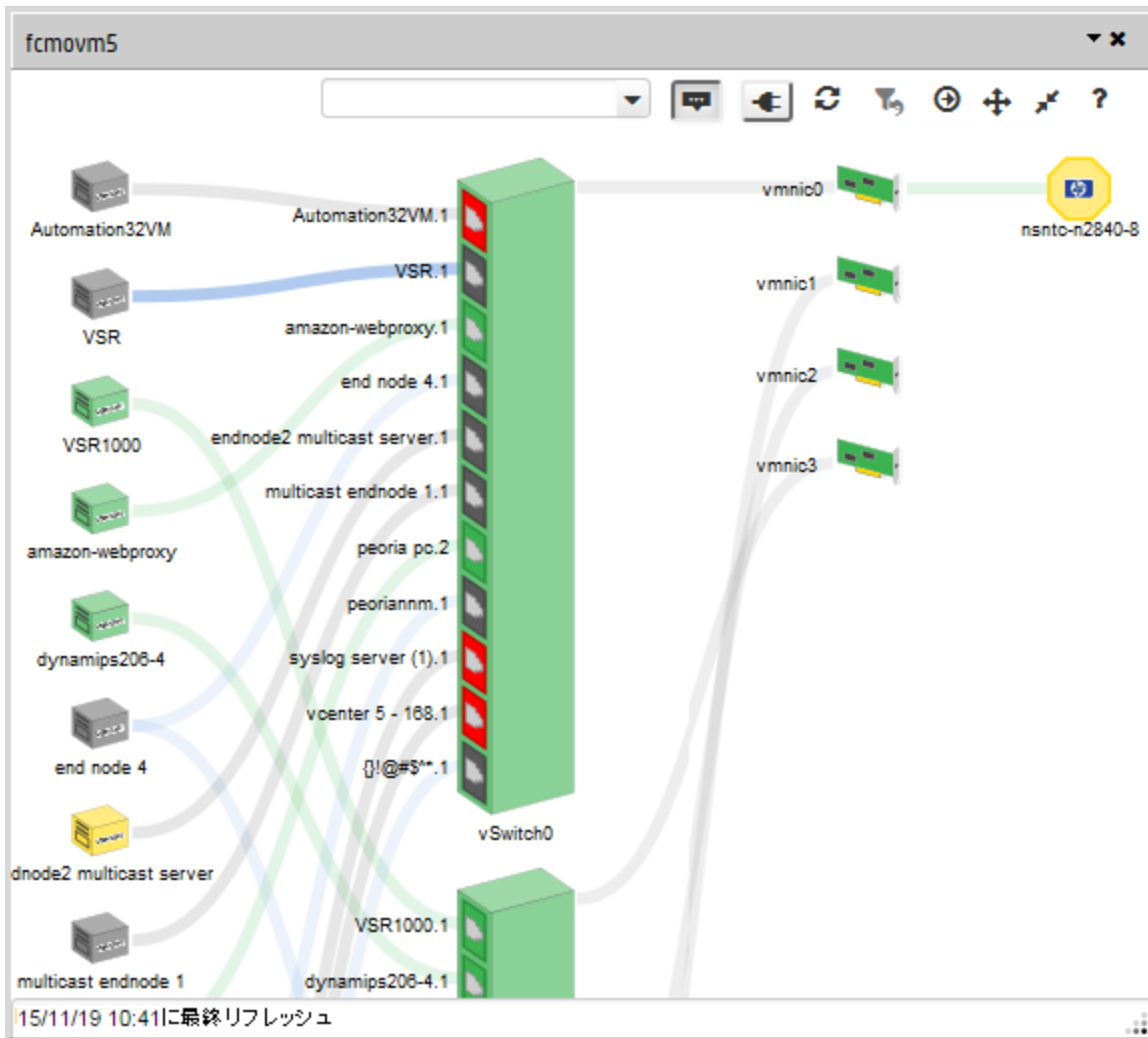 fcmovm5
Automation32VM
VSR
VSR1000
amazon-webproxy
dynamips206-4
end node 4
dnode2 multicast server
multicast endnode 1
Automation32VM.1
VSR.1
amazon-webproxy.1
end node 4.1
endnode2 multicast server.1
multicast endnode 1.1
peoria pc.2
peoriannm.1
syslog server (1).1
vcenter 5 - 168.1
{}!@#$^*.1
vSwitch0
VSR1000.1
dynamips206-4.1
vmnic0
vmnic1
vmnic2
vmnic3
hp
nsntc-n2840-8
15/11/19 10:41に最終リフレッシュ